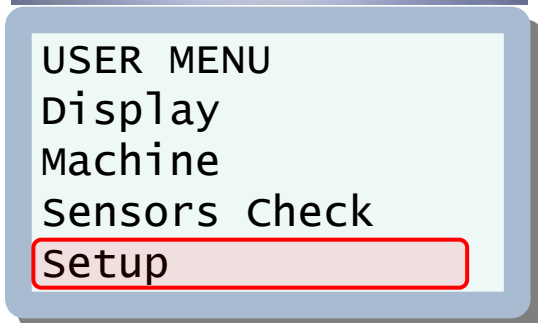 USER MENU
Display
Machine
Sensors Check
Setup